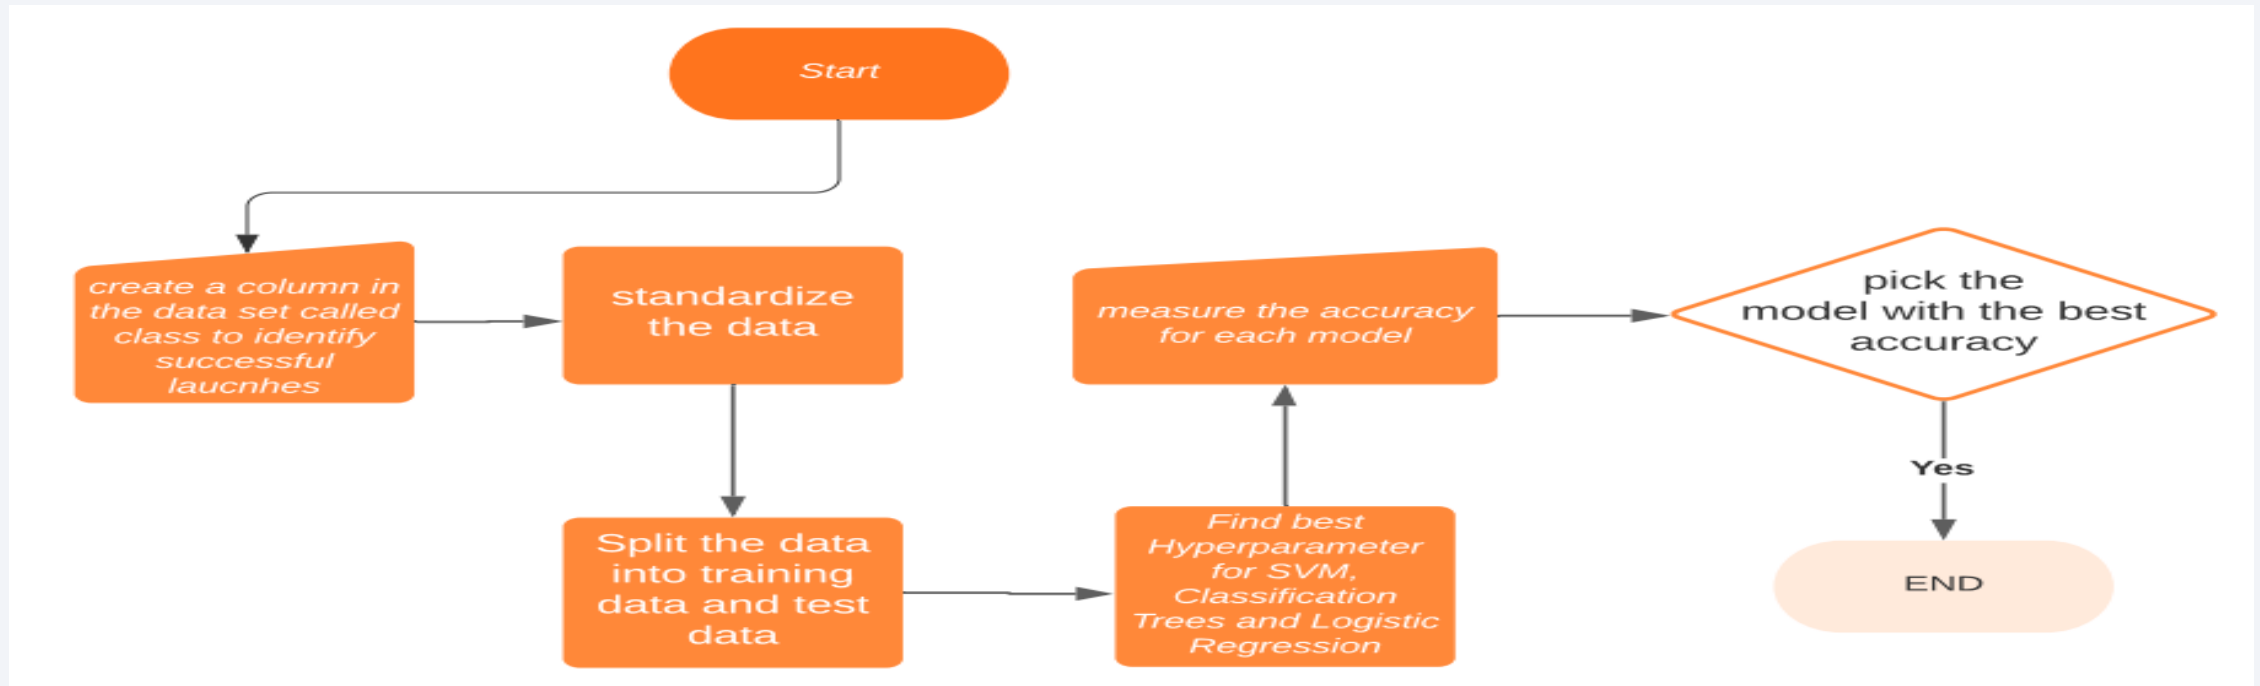 Start
create a column in
the data set called
class to identify
successful
laucnhes
standardize
the data
Split the data
into training
data and test
data
Find best
Hyperparameter
for SVM,
Classification
Trees and Logistic
Regression
measure the accuracy
for each model
pick the
model with the best
accuracy
Yes
END